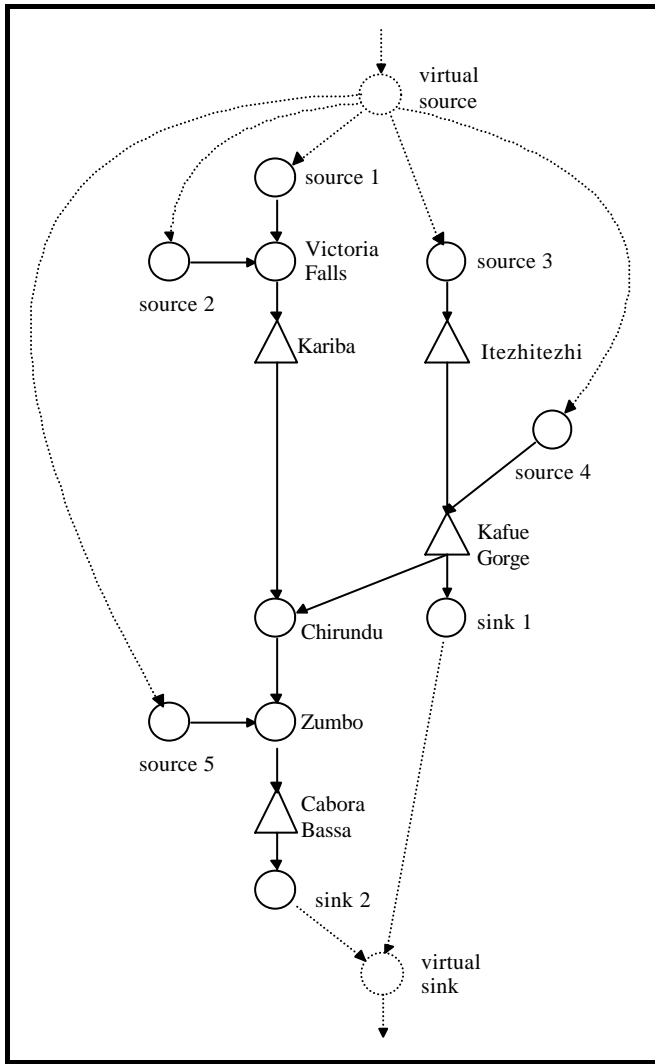 virtual
source
source 1
Victoria
Falls
source 3
source 2
Kariba
Itezhitezhi
source 4
Kafue
Gorge
Chirundu
sink 1
Zumbo
source 5
Cabora
Bassa
sink 2
virtual
sink